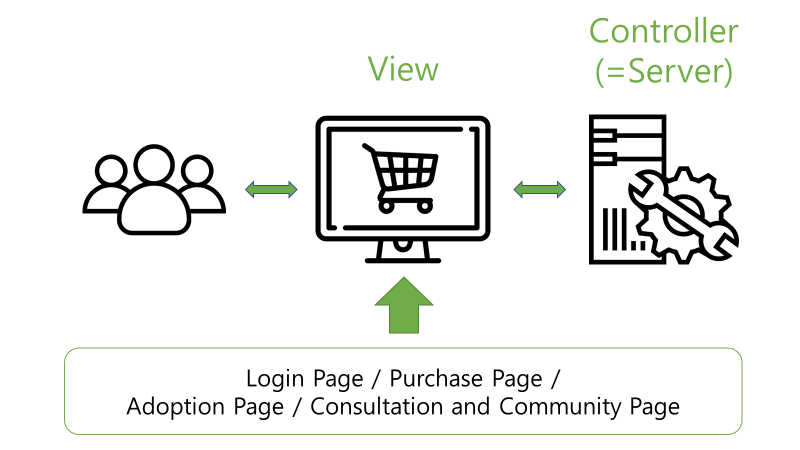 View
Controller
(=Server)
Login Page / Purchase Page /
Adoption Page / Consultation and Community Page